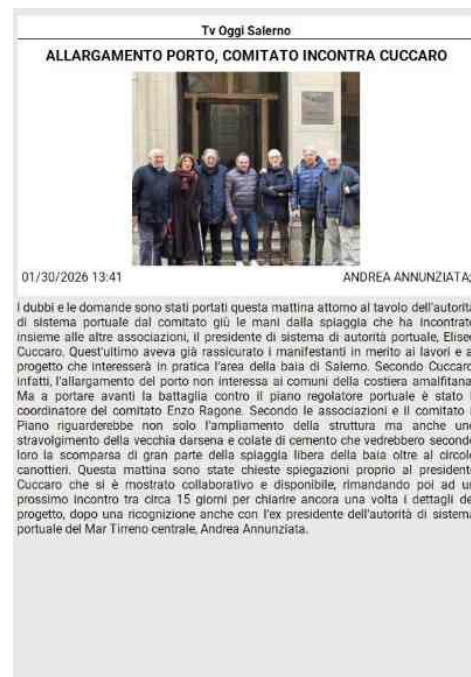 Tv Oggi Salerno
ALLARGAMENTO PORTO, COMITATO INCONTRA CUCCARO
01/30/2026 13:41
ANDREA ANNUNZIATA;
I dubbi e le domande sono stati portati questa mattina attorno al tavolo dell'autorità
di sistema portuale dal comitato giù le mani dalla spiaggia che ha incontrato
insieme alle altre associazioni, il presidente di sistema di autorità portuale, Eliseo
Cuccaro. Quest'ultimo aveva già rassicurato i manifestanti in merito ai lavori e al
progetto che interesserà in pratica l'area della baia di Salerno. Secondo Cuccaro
infatti, l'allargamento del porto non interessa ai comuni della costiera amalfitana.
Ma a portare avanti la battaglia contro il piano regolatore portuale è stato
coordinatore del comitato Enzo Ragone. Secondo le associazioni e il comitato
Piano riguarderebbe non solo l'ampliamento della struttura ma anche uno
stravolgimento della vecchia darsena e colate di cemento che vedrebbero secondo
loro la scomparsa di gran parte della spiaggia libera della baia oltre al circolo
canottieri. Questa mattina sono state chieste spiegazioni proprio al presidente
Cuccaro che si è mostrato collaborativo e disponibile, rimandando poi ad un
prossimo incontro tra circa 15 giorni per chiarire ancora una volta i dettagli del
progetto, dopo una ricognizione anche con l'ex presidente dell'autorità di sistema
portuale del Mar Tirreno centrale, Andrea Annunziata.